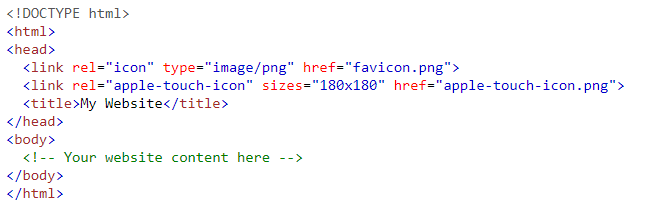 <!DOCTYPE html>
<html>
<head>
  <link rel="icon" type="image/png" href="favicon.png">
  <link rel="apple-touch-icon" sizes="180x180" href="apple-touch-icon.png">
  <title>My Website</title>
</head>
<body>
  <!-- Your website content here -->
</body>
</html>